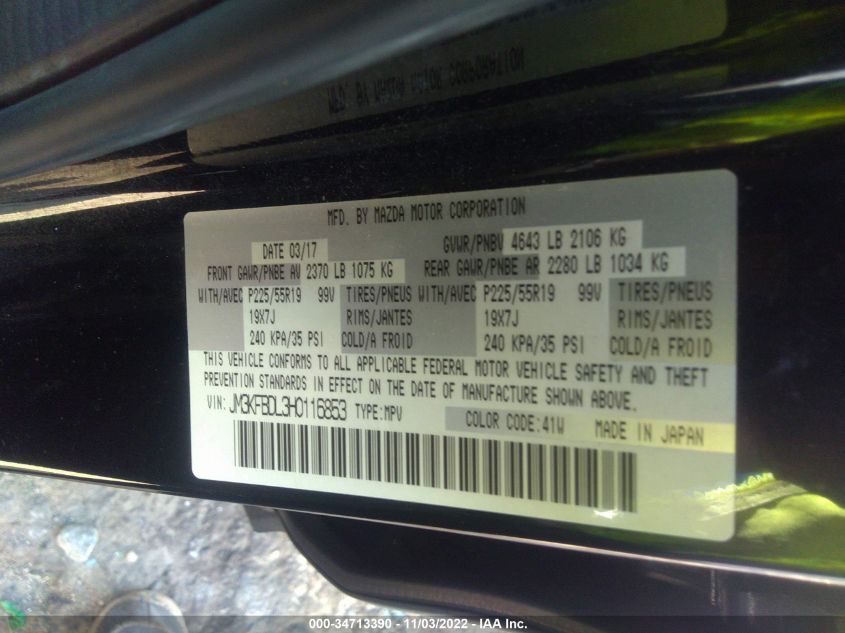 MFD. BY MAZDA MOTOR CORPORATION
DATE 03/17 GVWR/PNBV 4643 LB 2106 KG
FRONT GAWR/PNBE AV 2370 LB 1075 KG REAR GAWR/PNBE AR 2280 LB 1034 KG
WITH/AVEC P225/55R19 99V TIRES/PNEUS WITH/AVEC P225/55R19 99V TIRES/PNEUS
19X7J RIMS/JANTES 19X7J RIMS/JANTES
240 KPA/35 PSI COLD/A FROID 240 KPA/35 PSI COLD/A FROID
THIS VEHICLE CONFORMS TO ALL APPLICABLE FEDERAL MOTOR VEHICLE SAFETY AND THEFT
PREVENTION STANDARDS IN EFFECT ON THE DATE OF MANUFACTURE SHOWN ABOVE.
VIN: JM3KFBDL3H0116853 TYPE:MPV COLOR CODE:41W MADE IN JAPAN
000-34713390 - 11/03/2022 - IAA Inc.